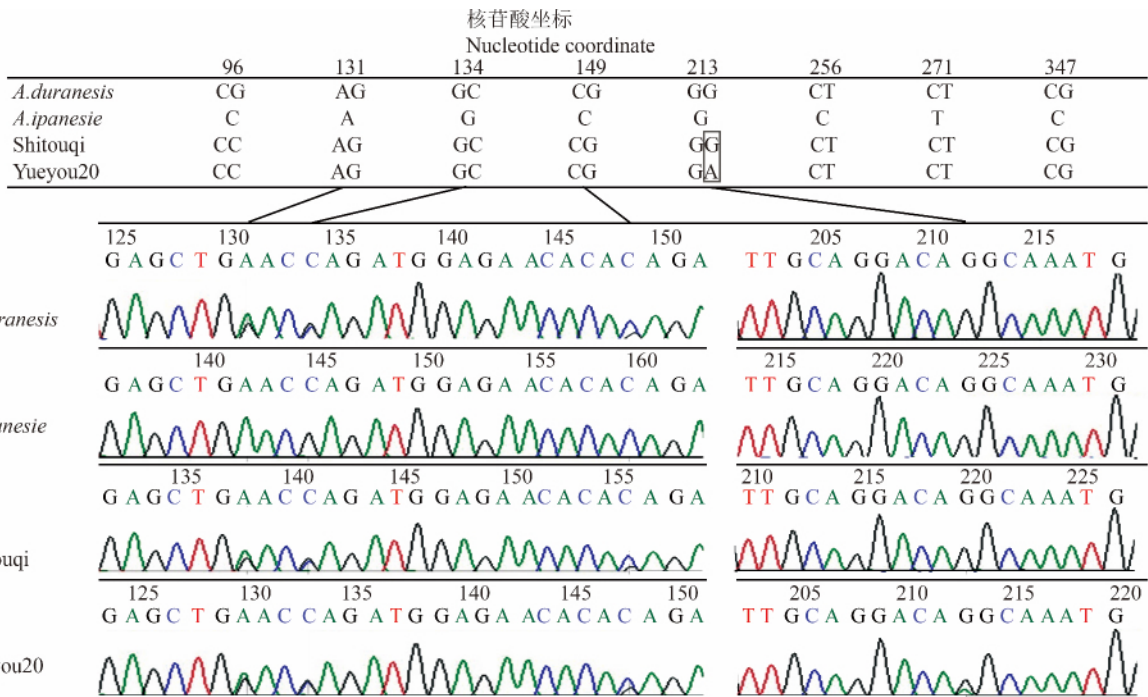 核苷酸坐标
Nucleotide coordinate
96 131 134 149 213 256 271 347
A.duranesis CG AG GC CG GG CT CT CG
A.ipanesie C A G C G C T C
Shitouqi CC AG GC CG GG CT CT CG
Yueyou20 CC AG GC CG GA CT CT CG
125 130 135 140 145 150 205 210 215
G A G C T G A A C C A G A T G G A G A A C A C A C A G A T T G C A G G A C A G G C A A A T G
ranesis
140 145 150 155 160 215 220 225 230
G A G C T G A A C C A G A T G G A G A A C A C A C A G A T T G C A G G A C A G G C A A A T G
nesie
135 140 145 150 155 210 215 220 225
G A G C T G A A C C A G A T G G A G A A C A C A C A G A T T G C A G G A C A G G C A A A T G
ouqi
125 130 135 140 145 150 205 210 215 220
G A G C T G A A C C A G A T G G A G A A C A C A C A G A T T G C A G G A C A G G C A A A T G
ou20